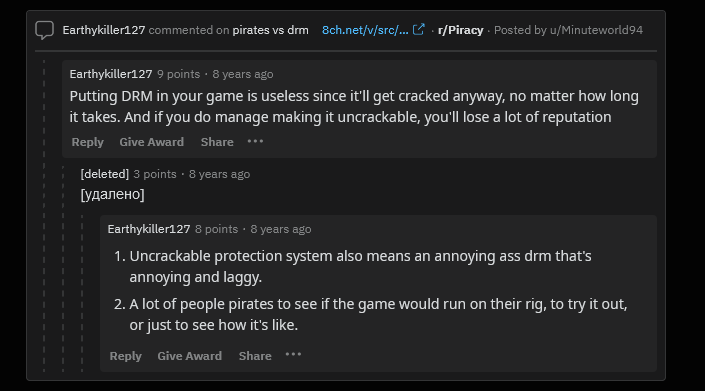 Earthykiller127 commented on pirates vs drm 8ch.net/v/src/... · r/Piracy · Posted by u/Minuteworld94
Earthykiller127 9 points · 8 years ago
Putting DRM in your game is useless since it'll get cracked anyway, no matter how long
it takes. And if you do manage making it uncrackable, you'll lose a lot of reputation
Reply Give Award Share ···
[deleted] 3 points · 8 years ago
[удалено]
Earthykiller127 8 points · 8 years ago
1. Uncrackable protection system also means an annoying ass drm that's
annoying and laggy.
2. A lot of people pirates to see if the game would run on their rig, to try it out,
or just to see how it's like.
Reply Give Award Share ···